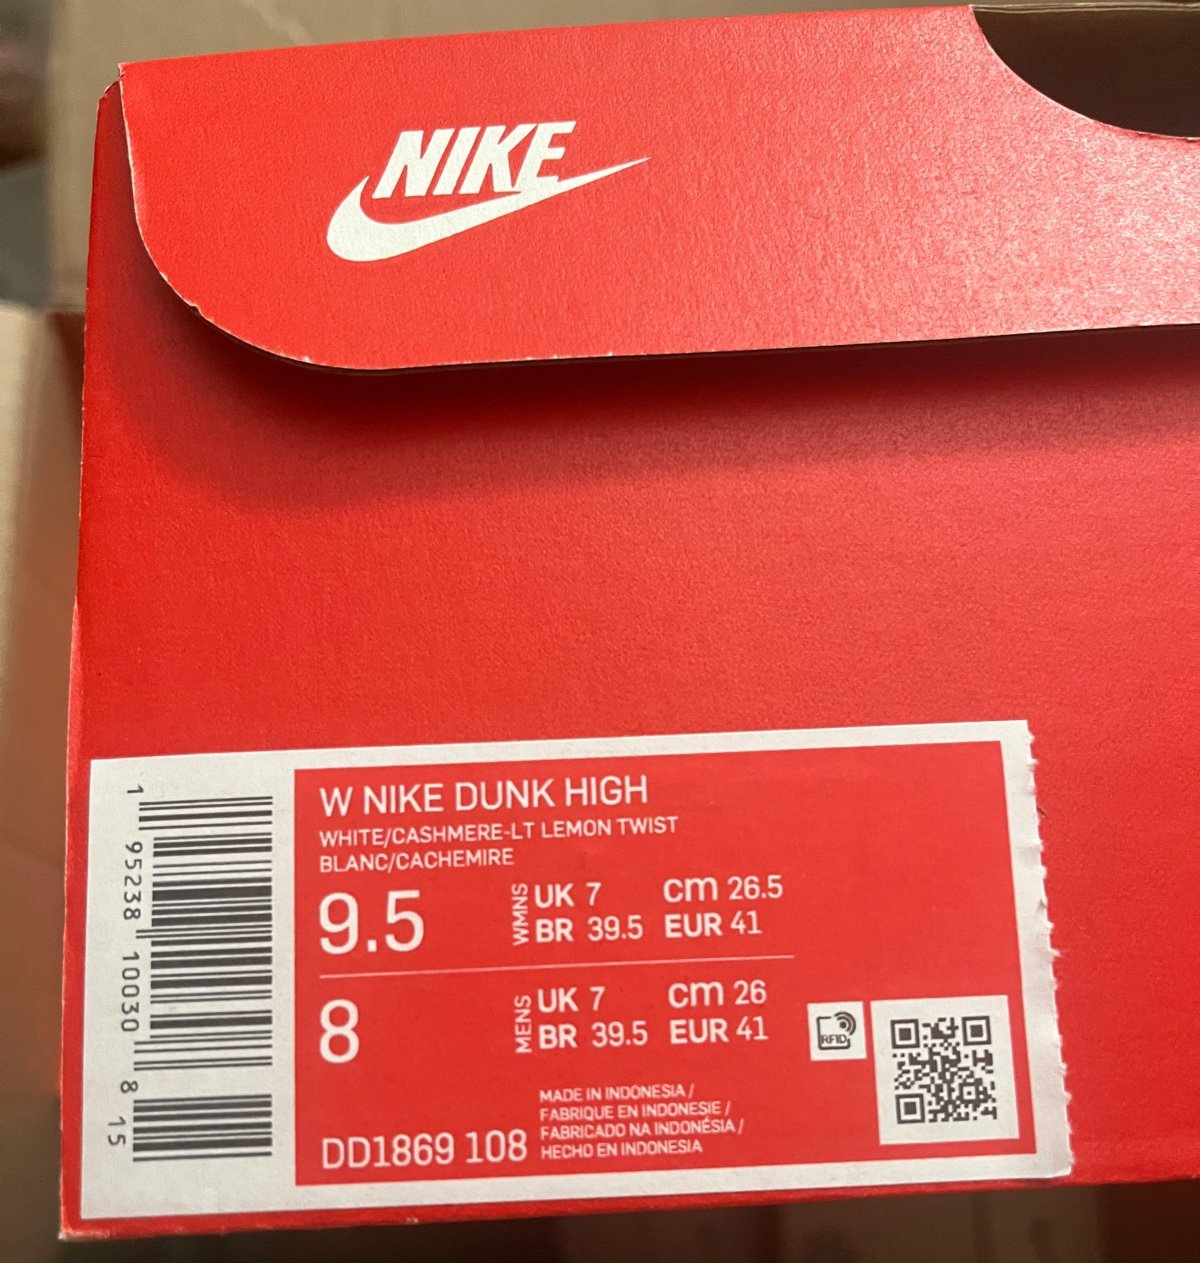 NIKE
W NIKE DUNK HIGH
WHITE/CASHMERE-LT LEMON TWIST
BLANC/CACHEMIRE
9.5 WMNS UK 7 cm 26.5
BR 39.5 EUR 41
8 MENS UK 7 cm 26
BR 39.5 EUR 41
MADE IN INDONESIA /
FABRIQUE EN INDONESIE /
FABRICADO NA INDONÉSIA /
HECHO EN INDONESIA
DD1869 108
RFID
1 95238 10030 8 15